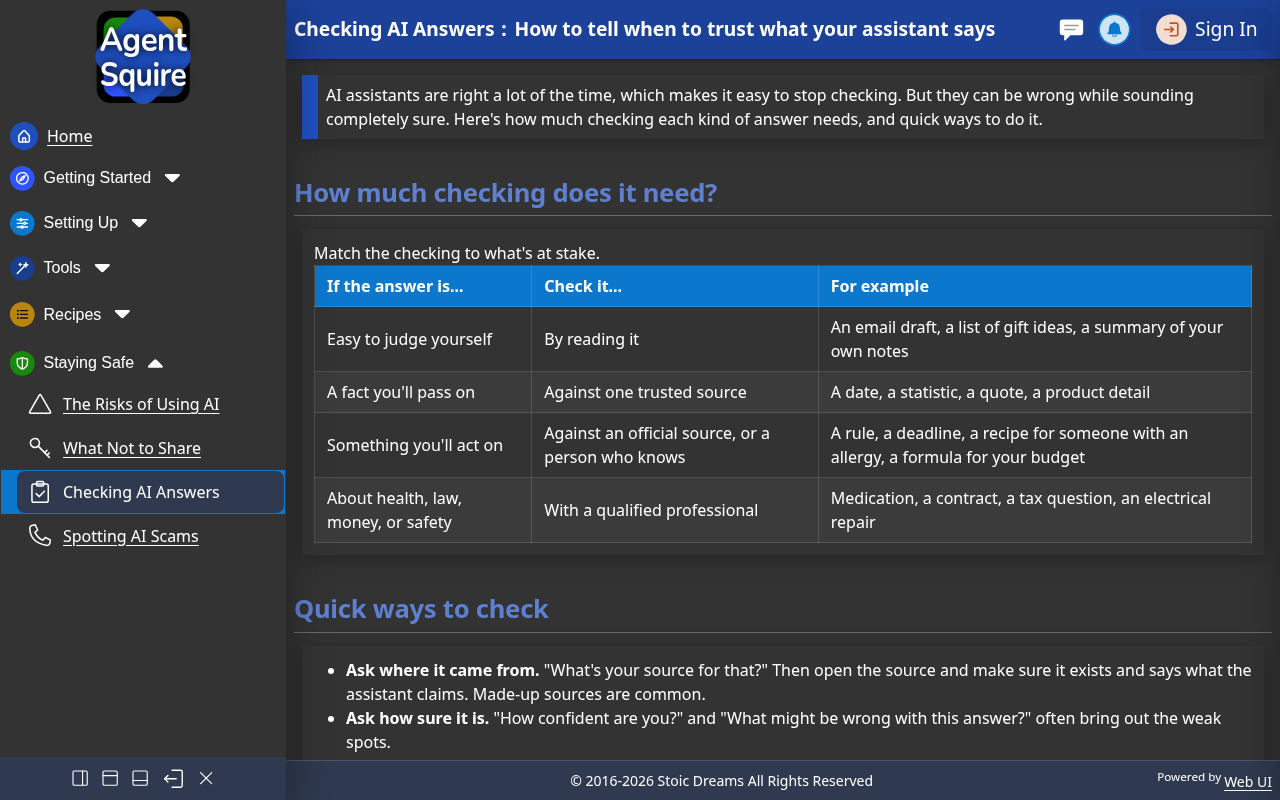 Agent
Squire
Home
Getting Started
Setting Up
Tools
Recipes
Staying Safe
The Risks of Using AI
What Not to Share
Checking AI Answers
Spotting AI Scams
Checking AI Answers : How to tell when to trust what your assistant says
Sign In
AI assistants are right a lot of the time, which makes it easy to stop checking. But they can be wrong while sounding
completely sure. Here's how much checking each kind of answer needs, and quick ways to do it.
How much checking does it need?
Match the checking to what's at stake.
If the answer is... Check it... For example
Easy to judge yourself By reading it An email draft, a list of gift ideas, a summary of your
own notes
A fact you'll pass on Against one trusted source A date, a statistic, a quote, a product detail
Something you'll act on Against an official source, or a
person who knows A rule, a deadline, a recipe for someone with an
allergy, a formula for your budget
About health, law,
money, or safety With a qualified professional Medication, a contract, a tax question, an electrical
repair
Quick ways to check
• Ask where it came from. "What's your source for that?" Then open the source and make sure it exists and says what the
assistant claims. Made-up sources are common.
• Ask how sure it is. "How confident are you?" and "What might be wrong with this answer?" often bring out the weak
spots.
© 2016-2026 Stoic Dreams All Rights Reserved
Powered by Web UI